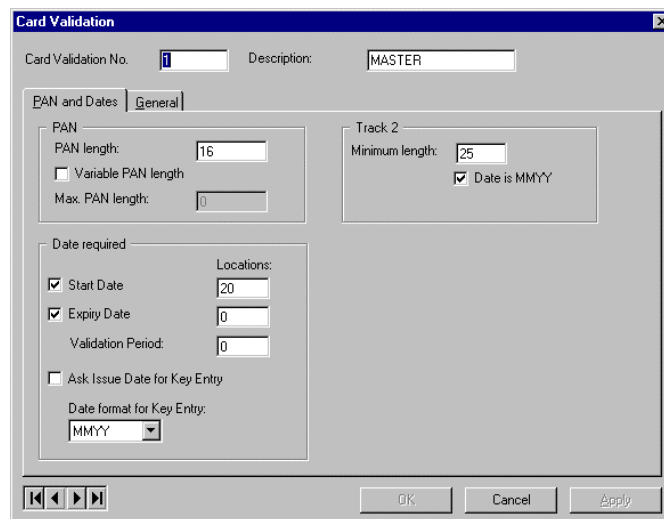 Card Validation
Card Validation No. 1 Description: MASTER
PAN and Dates General
PAN
PAN length: 16
Variable PAN length
Max. PAN length: 0
Track 2
Minimum length: 25
Date is MMYY
Date required
Locations:
Start Date 20
Expiry Date 0
Validation Period: 0
Ask Issue Date for Key Entry
Date format for Key Entry:
MMYY
OK Cancel Apply